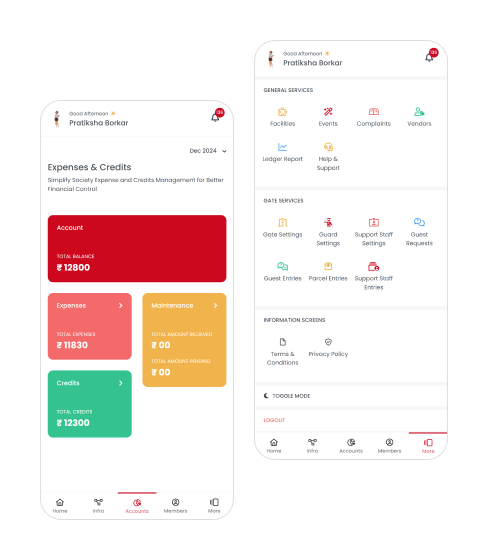 Good Afternoon
Pratiksha Borkar
136
Dec 2024
Expenses & Credits
Simplify Society Expense and Credits Management for Better
Financial Control
Account
TOTAL BALANCE
₹ 12800
Expenses
TOTAL EXPENSES
₹ 11830
Maintenance
TOTAL AMOUNT RECIEVED
₹ 00
TOTAL AMOUNT PENDING
₹ 00
Credits
TOTAL CREDITS
₹ 12300
Home Infra Accounts Members More
Good Afternoon
Pratiksha Borkar
136
GENERAL SERVICES
Facilities Events Complaints Vendors
Ledger Report Help &
Support
GATE SERVICES
Gate Settings Guard Support Staff Guest
Settings Settings Requests
Guest Entries Parcel Entries Support Staff
Entries
INFORMATION SCREENS
Terms & Privacy Policy
Conditions
TOGGLE MODE
LOGOUT
Home Infra Accounts Members More